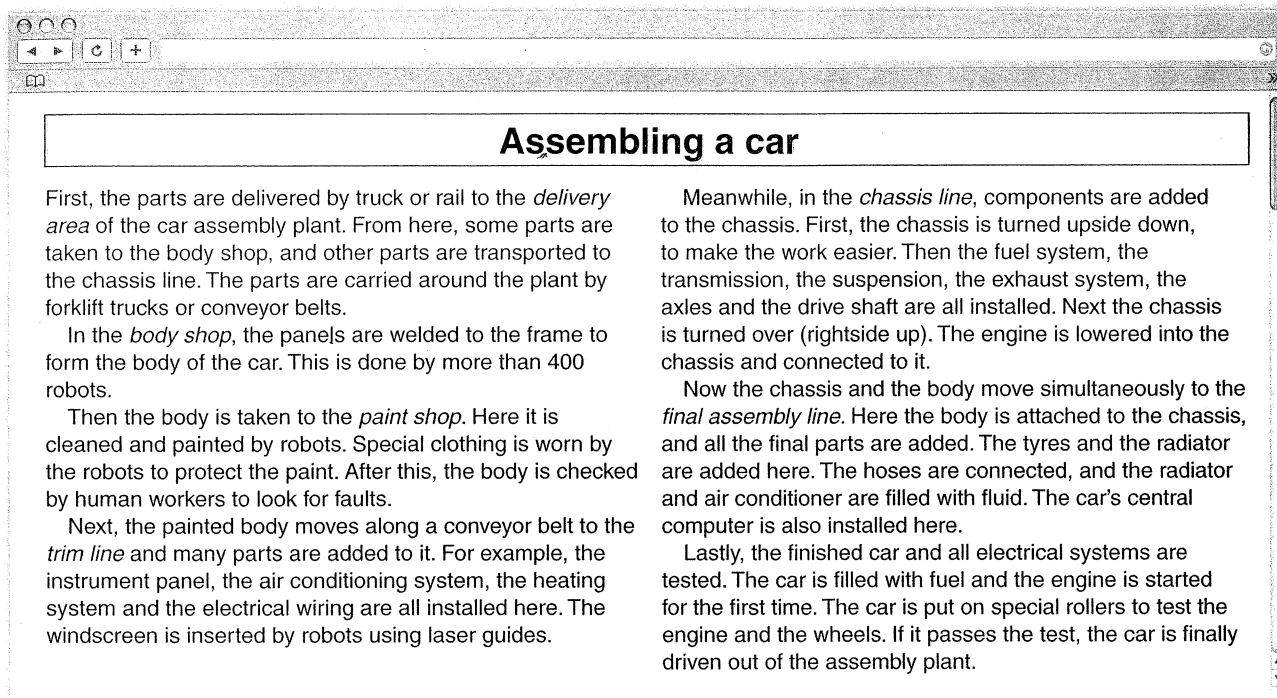 Assembling a car
First, the parts are delivered by truck or rail to the delivery
area of the car assembly plant. From here, some parts are
taken to the body shop, and other parts are transported to
the chassis line. The parts are carried around the plant by
forklift trucks or conveyor belts.
In the body shop, the panels are welded to the frame to
form the body of the car. This is done by more than 400
robots.
Then the body is taken to the paint shop. Here it is
cleaned and painted by robots. Special clothing is worn by
the robots to protect the paint. After this, the body is checked
by human workers to look for faults.
Next, the painted body moves along a conveyor belt to the
trim line and many parts are added to it. For example, the
instrument panel, the air conditioning system, the heating
system and the electrical wiring are all installed here. The
windscreen is inserted by robots using laser guides.
Meanwhile, in the chassis line, components are added
to the chassis. First, the chassis is turned upside down,
to make the work easier. Then the fuel system, the
transmission, the suspension, the exhaust system, the
axles and the drive shaft are all installed. Next the chassis
is turned over (rightside up). The engine is lowered into the
chassis and connected to it.
Now the chassis and the body move simultaneously to the
final assembly line. Here the body is attached to the chassis,
and all the final parts are added. The tyres and the radiator
are added here. The hoses are connected, and the radiator
and air conditioner are filled with fluid. The car's central
computer is also installed here.
Lastly, the finished car and all electrical systems are
tested. The car is filled with fuel and the engine is started
for the first time. The car is put on special rollers to test the
engine and the wheels. If it passes the test, the car is finally
driven out of the assembly plant.